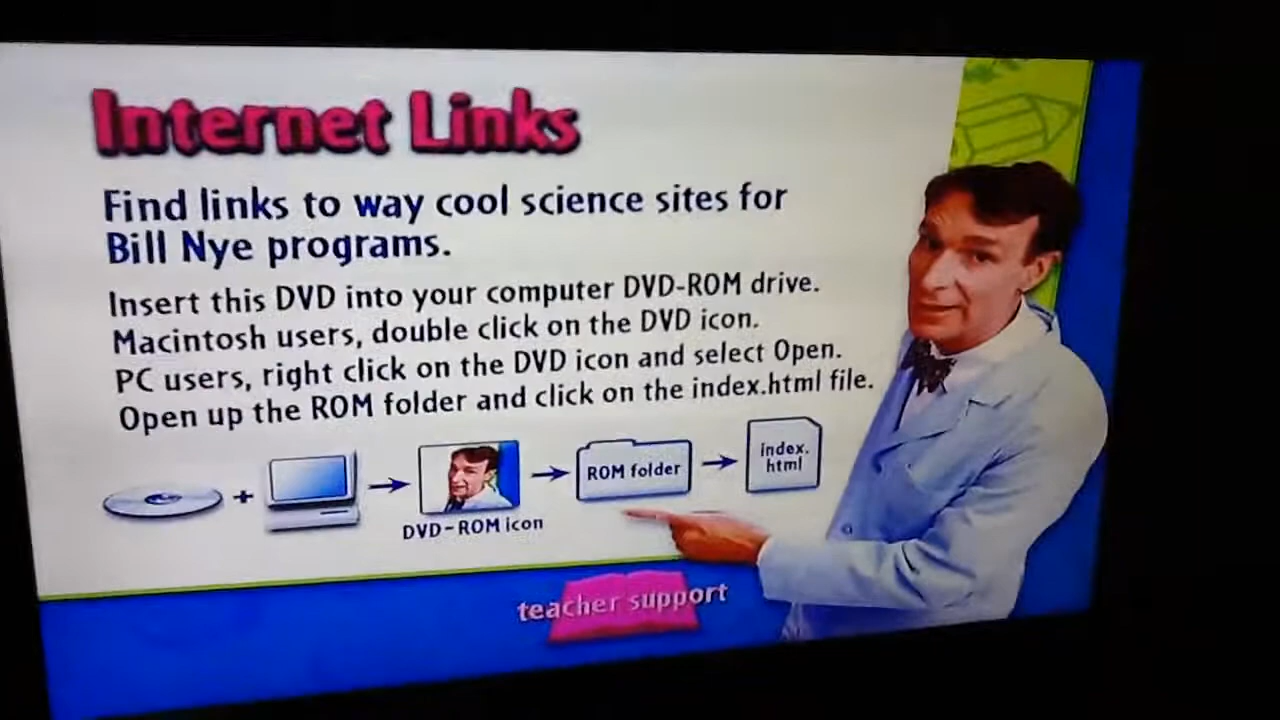 Internet Links
Find links to way cool science sites for
Bill Nye programs.
Insert this DVD into your computer DVD-ROM drive.
Macintosh users, double click on the DVD icon.
PC users, right click on the DVD icon and select Open.
Open up the ROM folder and click on the index.html file.
DVD-ROM icon
ROM folder
index.
html
teacher support